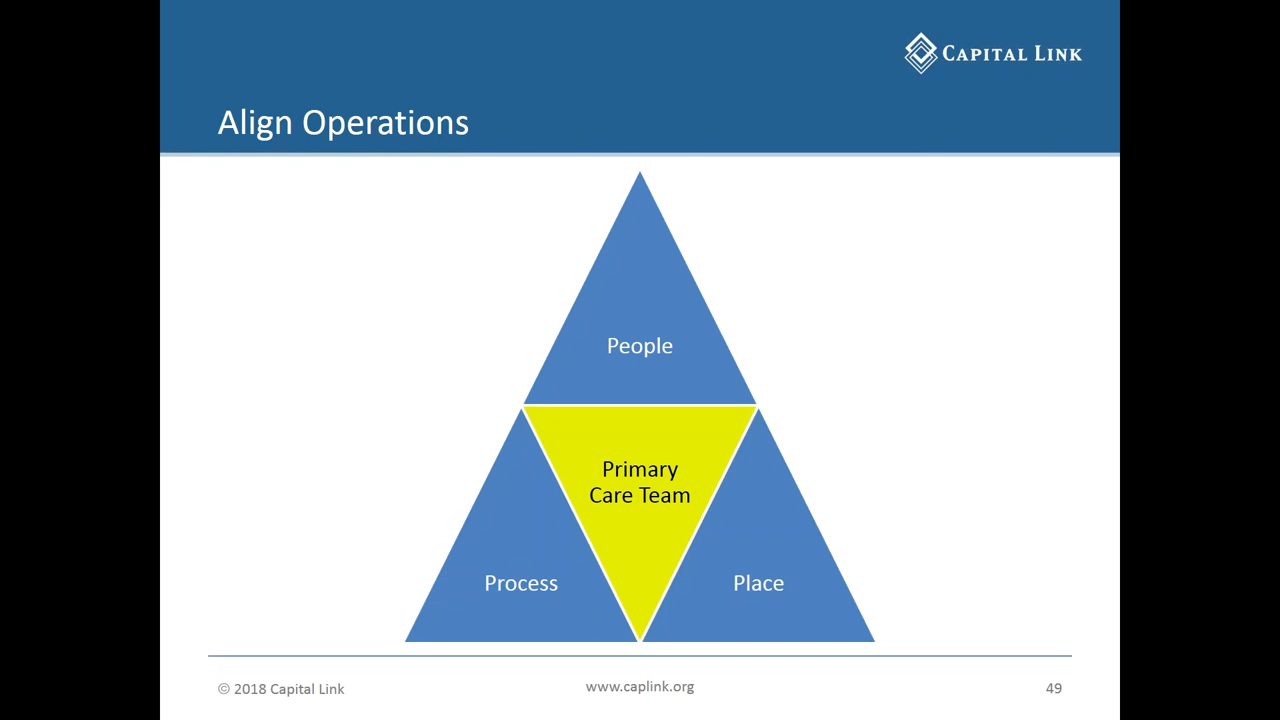 CAPITAL LINK
Align Operations
People
Primary
Care Team
Process
Place
© 2018 Capital Link
www.caplink.org
49